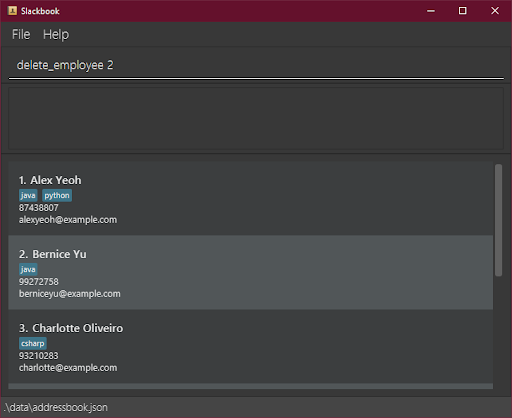 Slackbook
File Help
delete_employee 2
1. Alex Yeoh
java python
87438807
alexyeoh@example.com
2. Bernice Yu
java
99272758
berniceyu@example.com
3. Charlotte Oliveiro
csharp
93210283
charlotte@example.com
.\data\addressbook.json